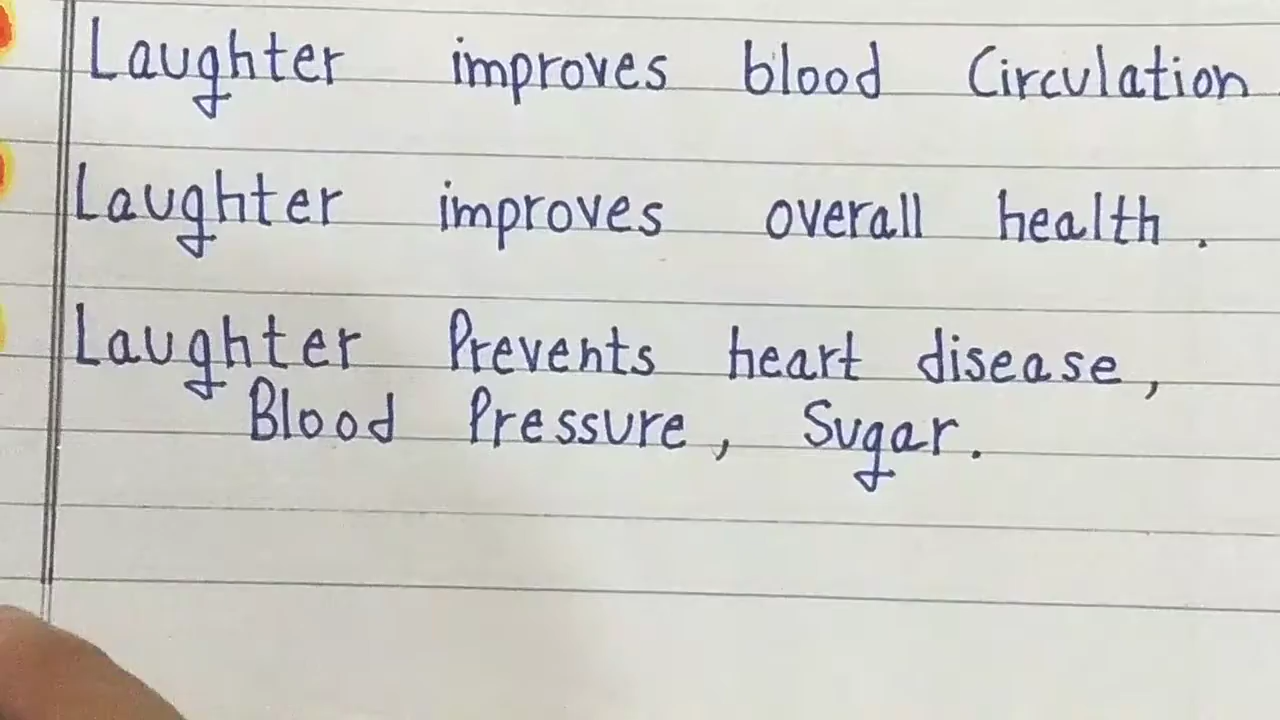 Laughter improves blood Circulation
Laughter improves overall health.
Laughter Prevents heart disease,
Blood Pressure, Sugar.